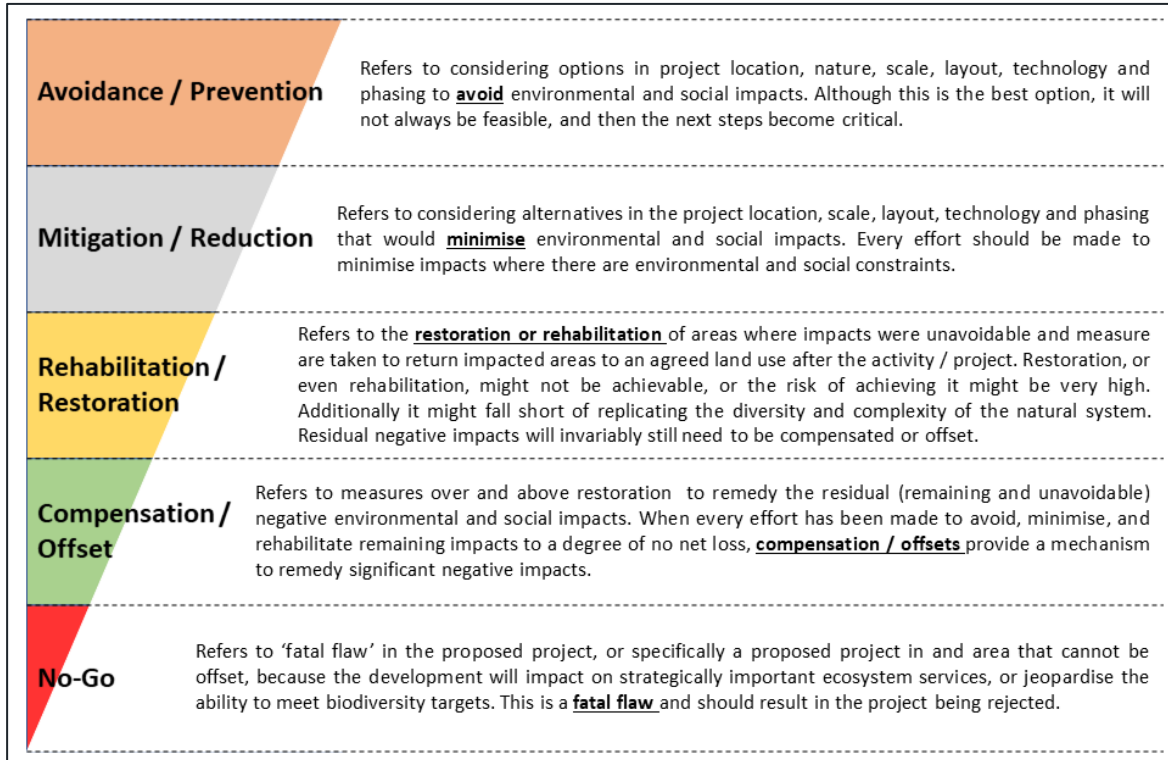 Avoidance / Prevention
Refers to considering options in project location, nature, scale, layout, technology and
phasing to avoid environmental and social impacts. Although this is the best option, it will
not always be feasible, and then the next steps become critical.
Mitigation / Reduction
Refers to considering alternatives in the project location, scale, layout, technology and phasing
that would minimise environmental and social impacts. Every effort should be made to
minimise impacts where there are environmental and social constraints.
Rehabilitation /
Restoration
Refers to the restoration or rehabilitation of areas where impacts were unavoidable and measure
are taken to return impacted areas to an agreed land use after the activity / project. Restoration, or
even rehabilitation, might not be achievable, or the risk of achieving it might be very high.
Additionally it might fall short of replicating the diversity and complexity of the natural system.
Residual negative impacts will invariably still need to be compensated or offset.
Compensation /
Offset
Refers to measures over and above restoration to remedy the residual (remaining and unavoidable)
negative environmental and social impacts. When every effort has been made to avoid, minimise, and
rehabilitate remaining impacts to a degree of no net loss, compensation / offsets provide a mechanism
to remedy significant negative impacts.
No-Go
Refers to ‘fatal flaw’ in the proposed project, or specifically a proposed project in and area that cannot be
offset, because the development will impact on strategically important ecosystem services, or jeopardise the
ability to meet biodiversity targets. This is a fatal flaw and should result in the project being rejected.